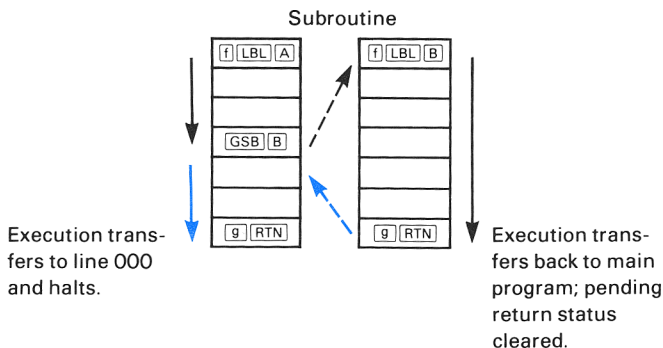 Subroutine
f LBL A
f LBL B
GSB B
g RTN
g RTN
Execution trans-
fers to line 000
and halts.
Execution trans-
fers back to main
program; pending
return status
cleared.